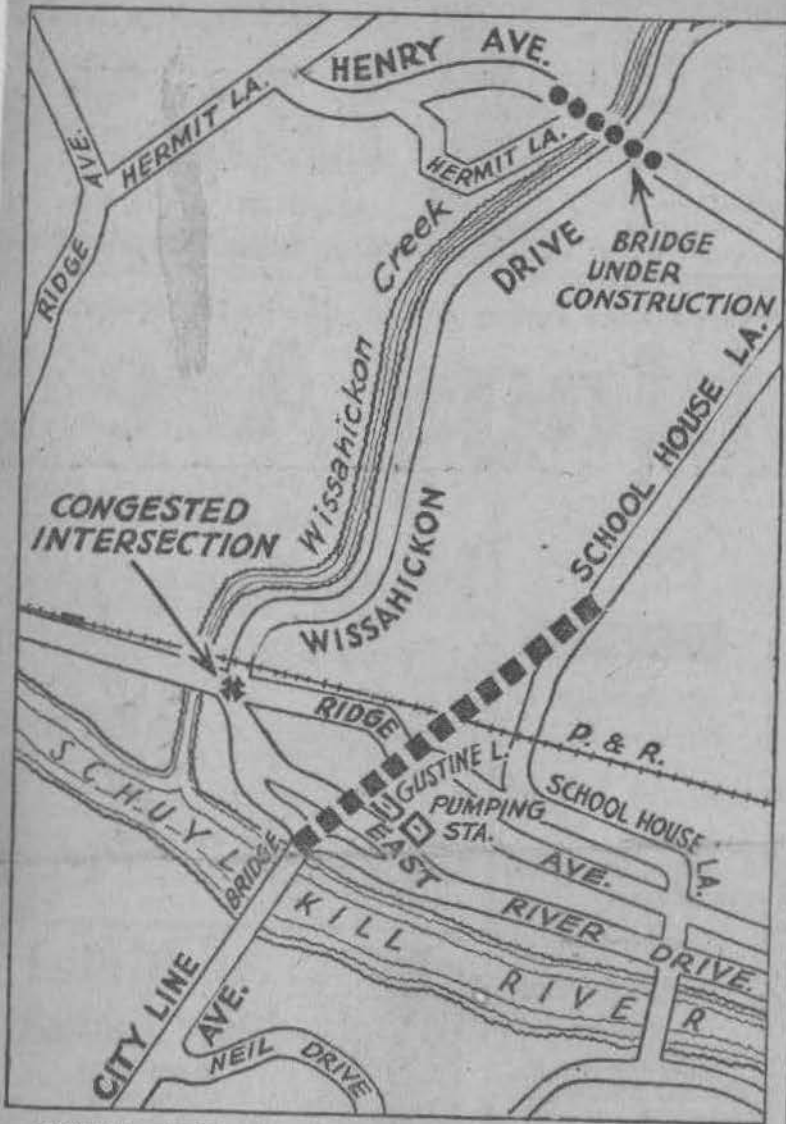 HENRY AVE.
HERMIT LA.
AVE.
RIDGE
HERMIT LA.
Wissahickon Creek
DRIVE
BRIDGE
UNDER
CONSTRUCTION
SCHOOL HOUSE LA.
CONGESTED
INTERSECTION
WISSAHICKON
RIDGE
P. & R.
GUSTINE L.
PUMPING
STA.
SCHOOL HOUSE LA.
EAST
AVE.
RIVER
DRIVE.
SCHUYL
BRIDGE
KILL
RIVER
CITY LINE
AVE.
NEIL DRIVE